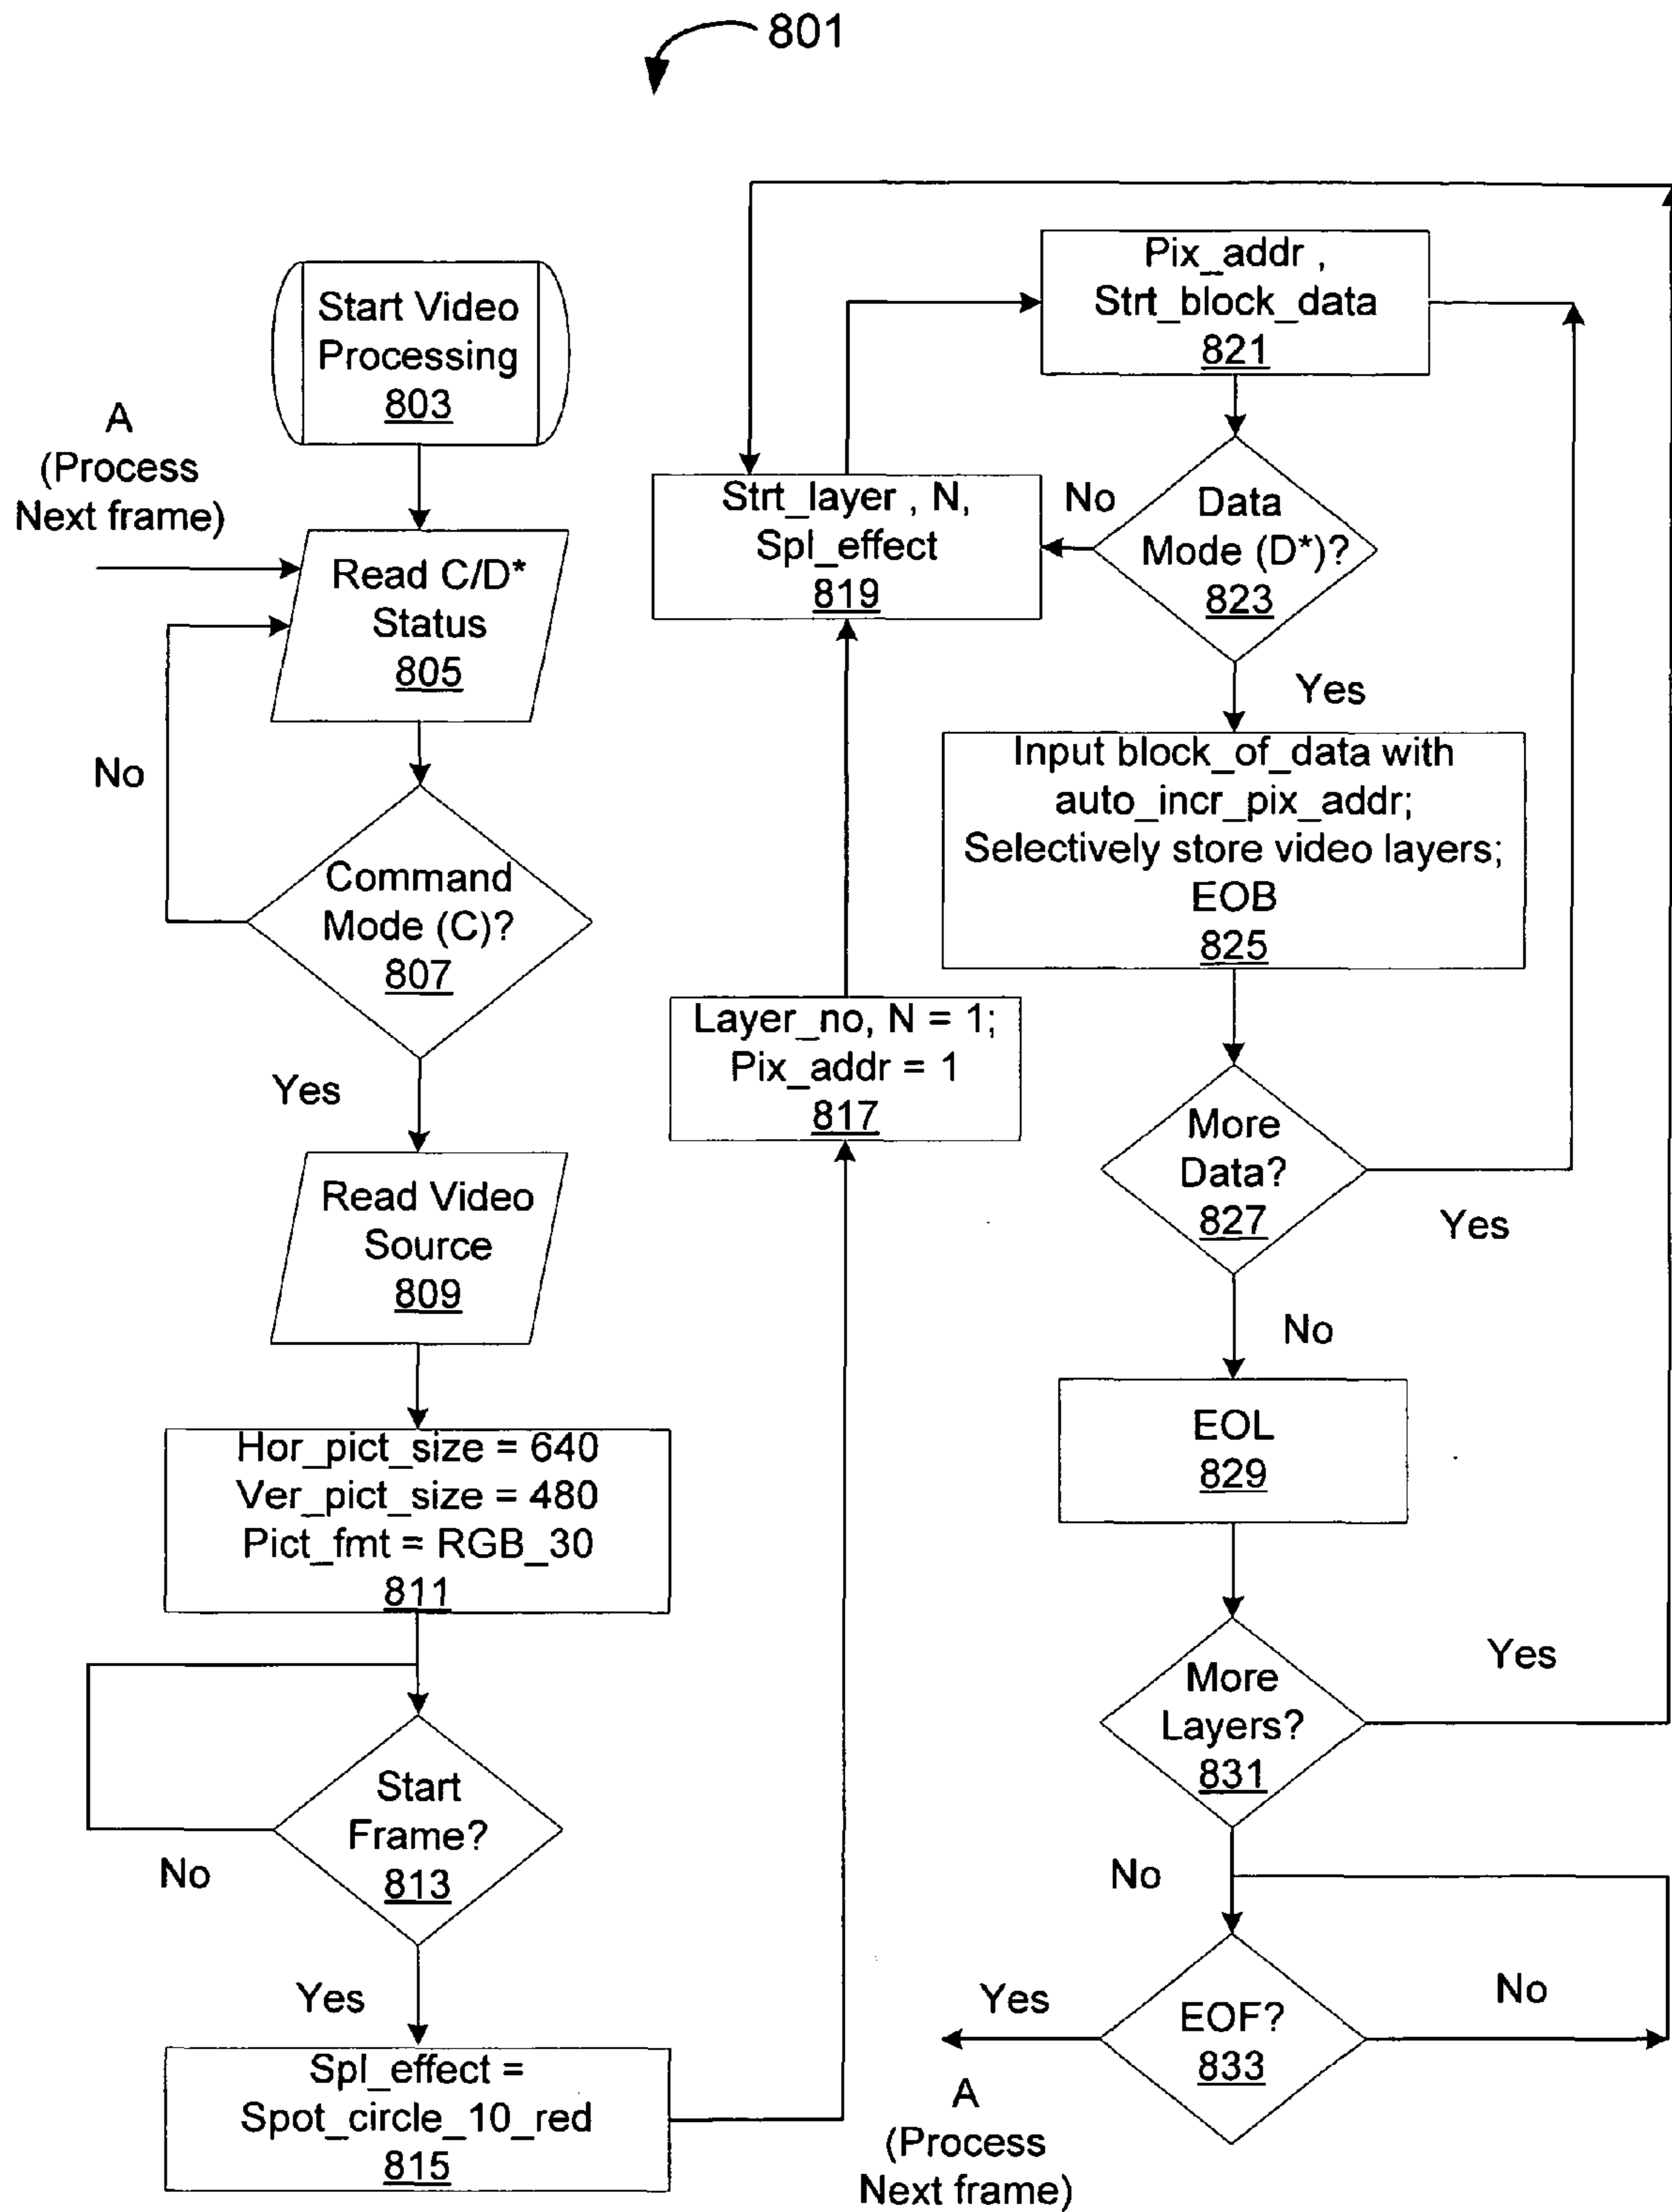 801
Start Video
Processing
803
A
(Process
Next frame)
Read C/D*
Status
805
No
Command
Mode (C)?
807
Yes
Read Video
Source
809
Hor_pict_size = 640
Ver_pict_size = 480
Pict_fmt = RGB_30
811
Start
Frame?
813
No
Yes
Spl_effect =
Spot_circle_10_red
815
Layer_no, N = 1;
Pix_addr = 1
817
Strt_layer , N,
Spl_effect
819
Pix_addr ,
Strt_block_data
821
No
Data
Mode (D*)?
823
Yes
Input block_of_data with
auto_incr_pix_addr;
Selectively store video layers;
EOB
825
More
Data?
827
Yes
No
EOL
829
More
Layers?
831
Yes
No
EOF?
833
No
Yes
A
(Process
Next frame)